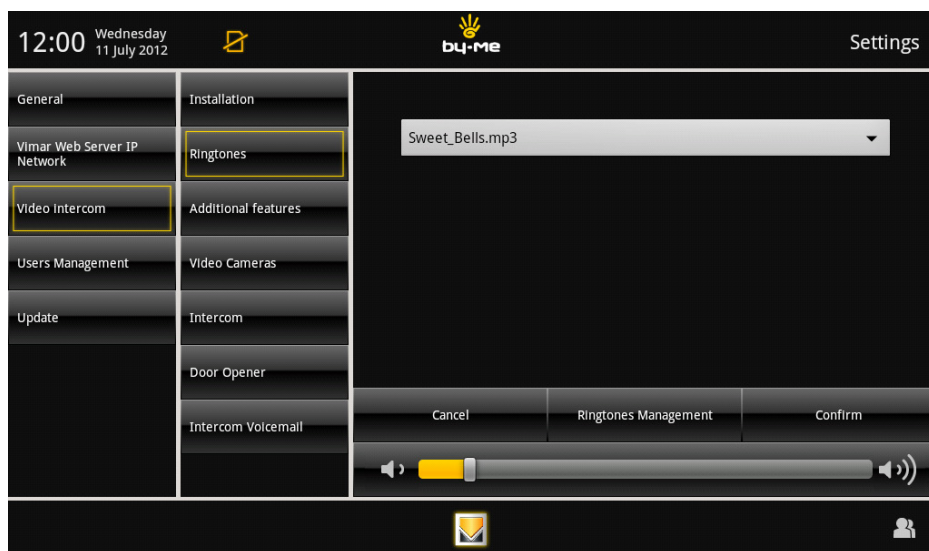 12:00
Wednesday
11 July 2012
by-me
Settings
General
Vimar Web Server IP
Network
Video Intercom
Users Management
Update
Installation
Ringtones
Additional features
Video Cameras
Intercom
Door Opener
Intercom Voicemail
Sweet_Bells.mp3
Cancel
Ringtones Management
Confirm